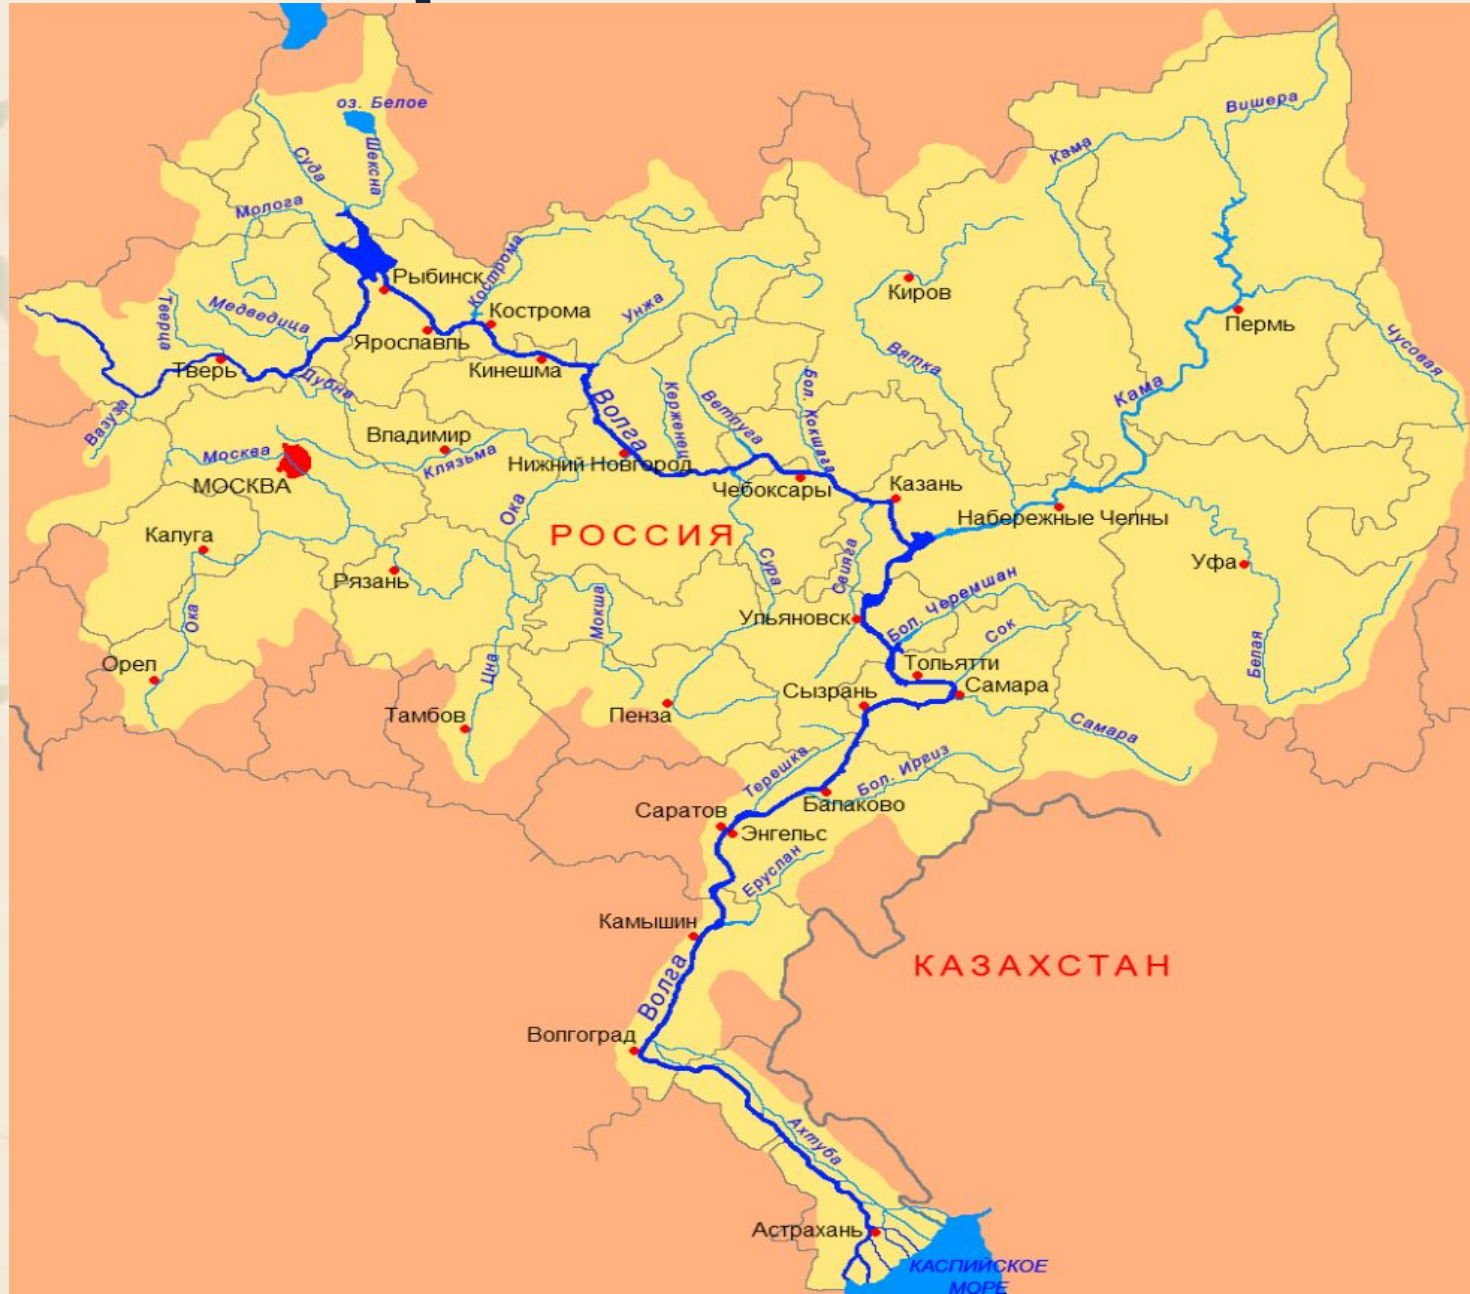 оз. Белое
Вишера
Суда
Шексна
Кама
Молога
Рыбинск
Кострома
Киров
Тверца
Медведица
Кострома
Унжа
Пермь
Ярославль
Чусовая
Тверь
Кинешма
Вятка
Дубна
Кама
Вазуза
Волга
Керженец
Ветлуга
Бол. Кокшага
Владимир
Москва
Клязьма
Нижний Новгород
МОСКВА
Чебоксары
Казань
Ока
Набережные Челны
РОССИЯ
Калуга
Рязань
Сура
Свияга
Уфа
Ока
Мокша
Ульяновск
Бол. Черемшан
Сок
Орел
Цна
Тольятти
Белая
Сызрань
Самара
Тамбов
Пенза
Самара
Терешка
Бол. Иргиз
Балаково
Саратов
Энгельс
Еруслан
Камышин
КАЗАХСТАН
Волга
Волгоград
Ахтуба
Астрахань
КАСПИЙСКОЕ
МОРЕ